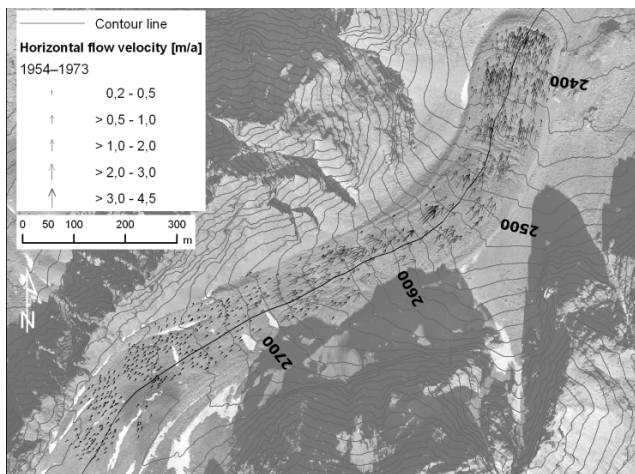 Contour line
Horizontal flow velocity [m/a]
1954–1973
0,2 - 0,5
> 0,5 - 1,0
> 1,0 - 2,0
> 2,0 - 3,0
> 3,0 - 4,5
0 50 100 200 300
m
N
2400
2500
2600
2700